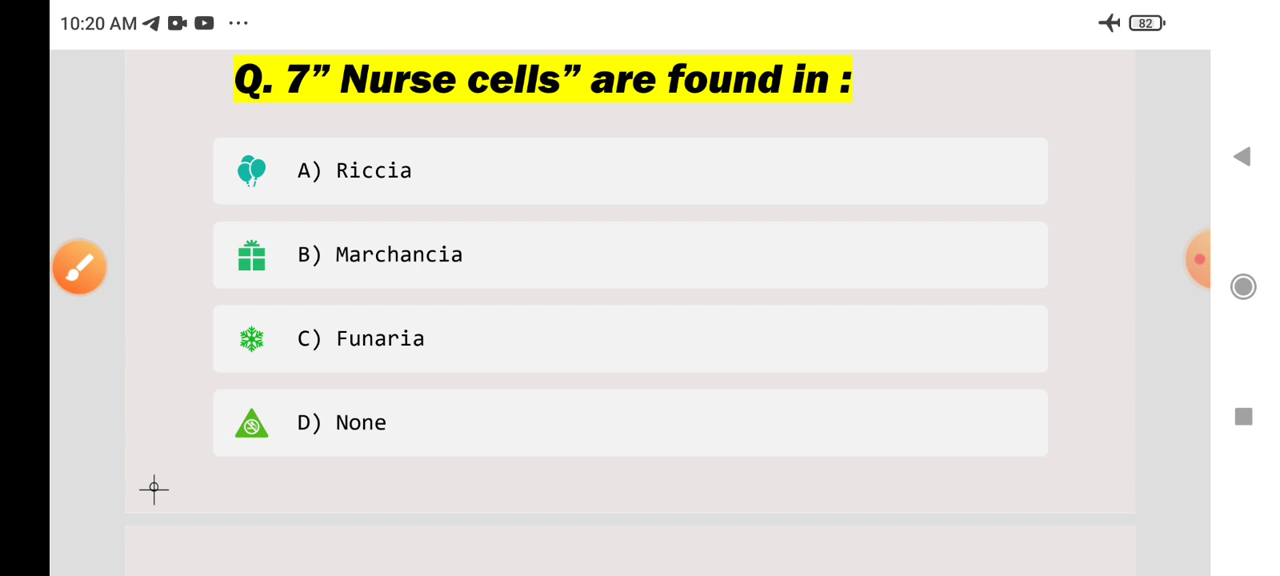 10:20 AM
82
Q. 7” Nurse cells” are found in :
A) Riccia
B) Marchancia
C) Funaria
D) None